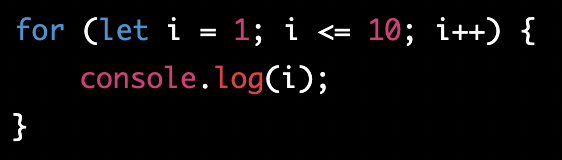 for (let i = 1; i <= 10; i++) {
    console.log(i);
}